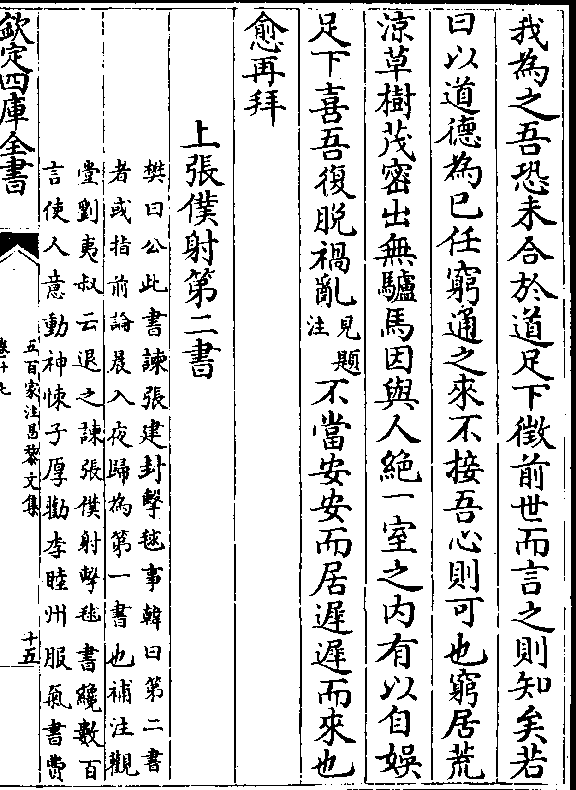 我為之吾恐未合於道足下徵前世而言之則知矣若
曰以道德為已任窮通之來不接吾心則可也窮居荒
涼草樹茂密出無驢馬因與人絶一室之内有以自娛
足下喜吾復脱禍亂見題注不當安安而居遲遲而來也
愈再拜
上張僕射第二書
樊曰公此書諫張建封擊毬事韓曰第二書
者或指前論晨入夜歸為第一書也補注觀
堂劉夷叔云退之諫張僕射擊毬書纔數百
言使人意動神悚子厚勸李睦州服氣書費
欽定四庫全書
卷十七
五百家注昌黎文集
十五